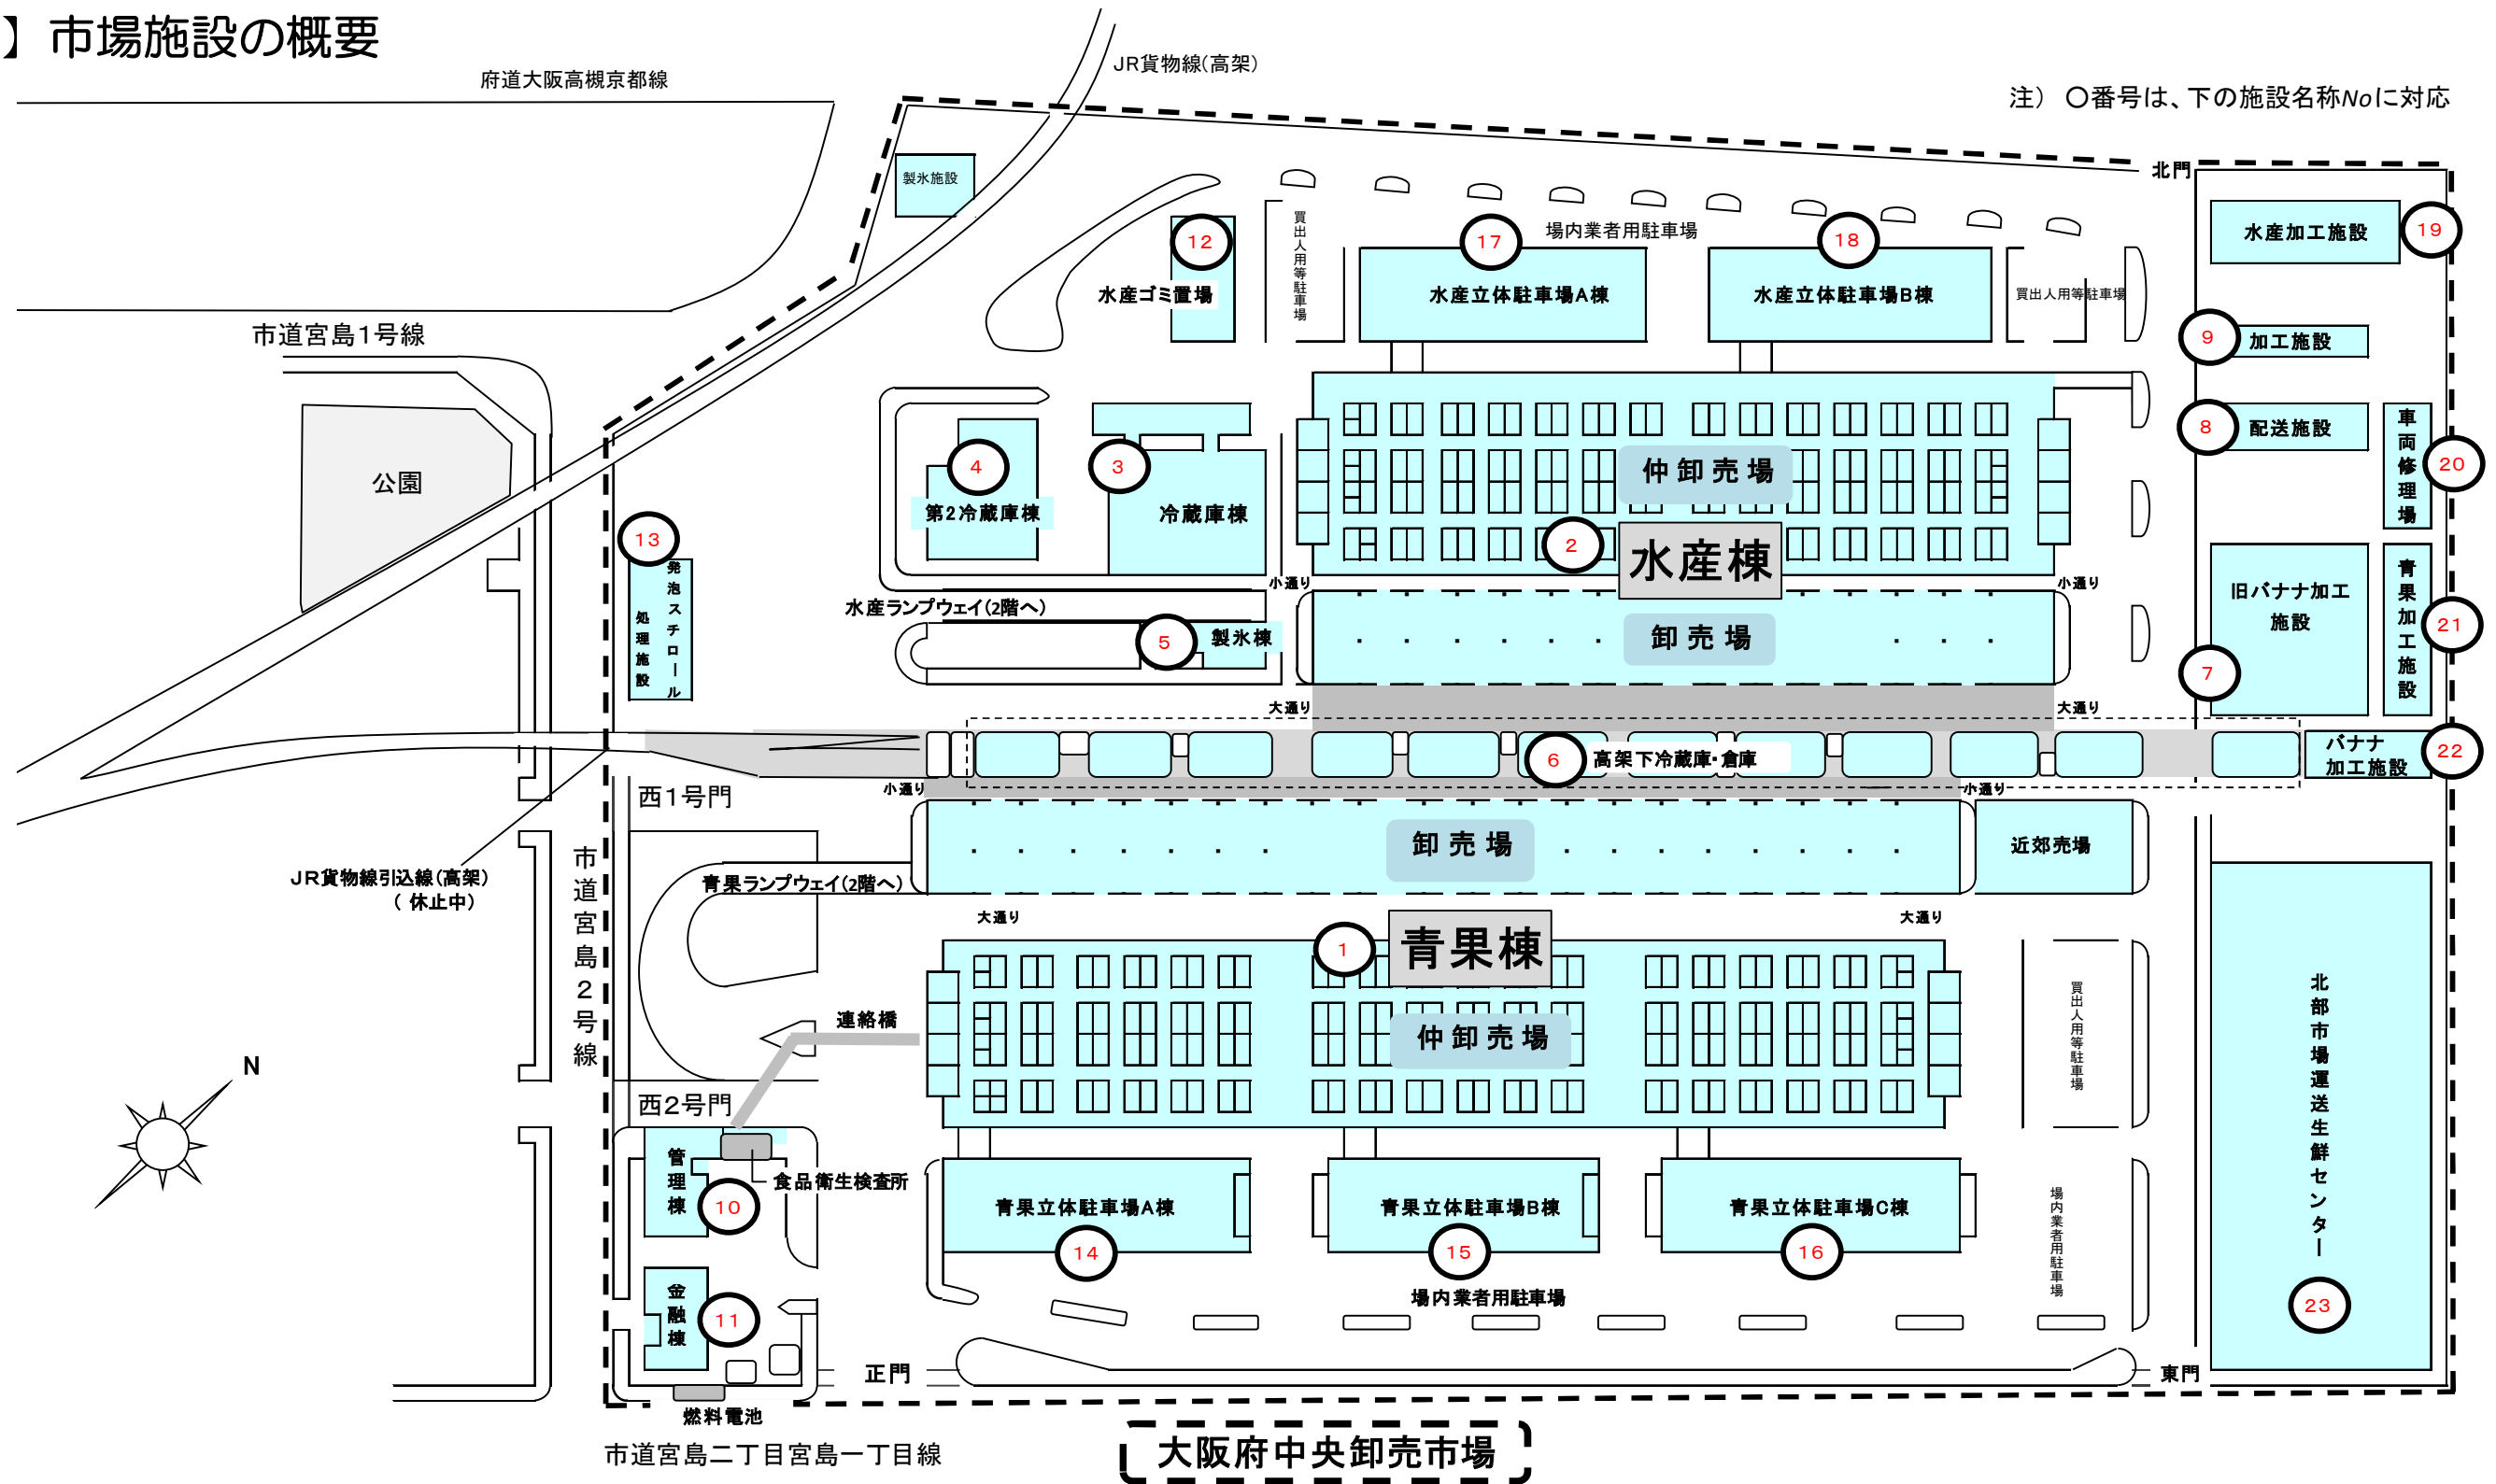 】市場施設の概要
府道大阪高槻京都線
JR貨物線(高架)
注） 〇番号は、下の施設名称Noに対応
北門
製氷施設
12
水産ゴミ置場
買出人用等駐車場
17
場内業者用駐車場
18
水産立体駐車場A棟
水産立体駐車場B棟
買出人用等駐車場
水産加工施設
19
市道宮島1号線
9
加工施設
8
配送施設
車両修理場
20
公園
4
第2冷蔵庫棟
3
冷蔵庫棟
仲卸売場
2
水産棟
13
発泡スチロール
処理施設
小通り
小通り
水産ランプウェイ(2階へ)
5
製氷棟
卸売場
旧バナナ加工
施設
7
青果加工施設
21
大通り
大通り
6
高架下冷蔵庫・倉庫
バナナ
加工施設
22
西1号門
小通り
小通り
JR貨物線引込線(高架)
( 休止中)
市道宮島2号線
青果ランプウェイ(2階へ)
卸売場
近郊売場
大通り
大通り
1
青果棟
仲卸売場
連絡橋
買出人用等駐車場
北部市場運送生鮮センター
23
N
西2号門
管理棟
10
食品衛生検査所
青果立体駐車場A棟
14
青果立体駐車場B棟
15
青果立体駐車場C棟
16
場内業者用駐車場
金融棟
11
場内業者用駐車場
正門
東門
燃料電池
市道宮島二丁目宮島一丁目線
大阪府中央卸売市場